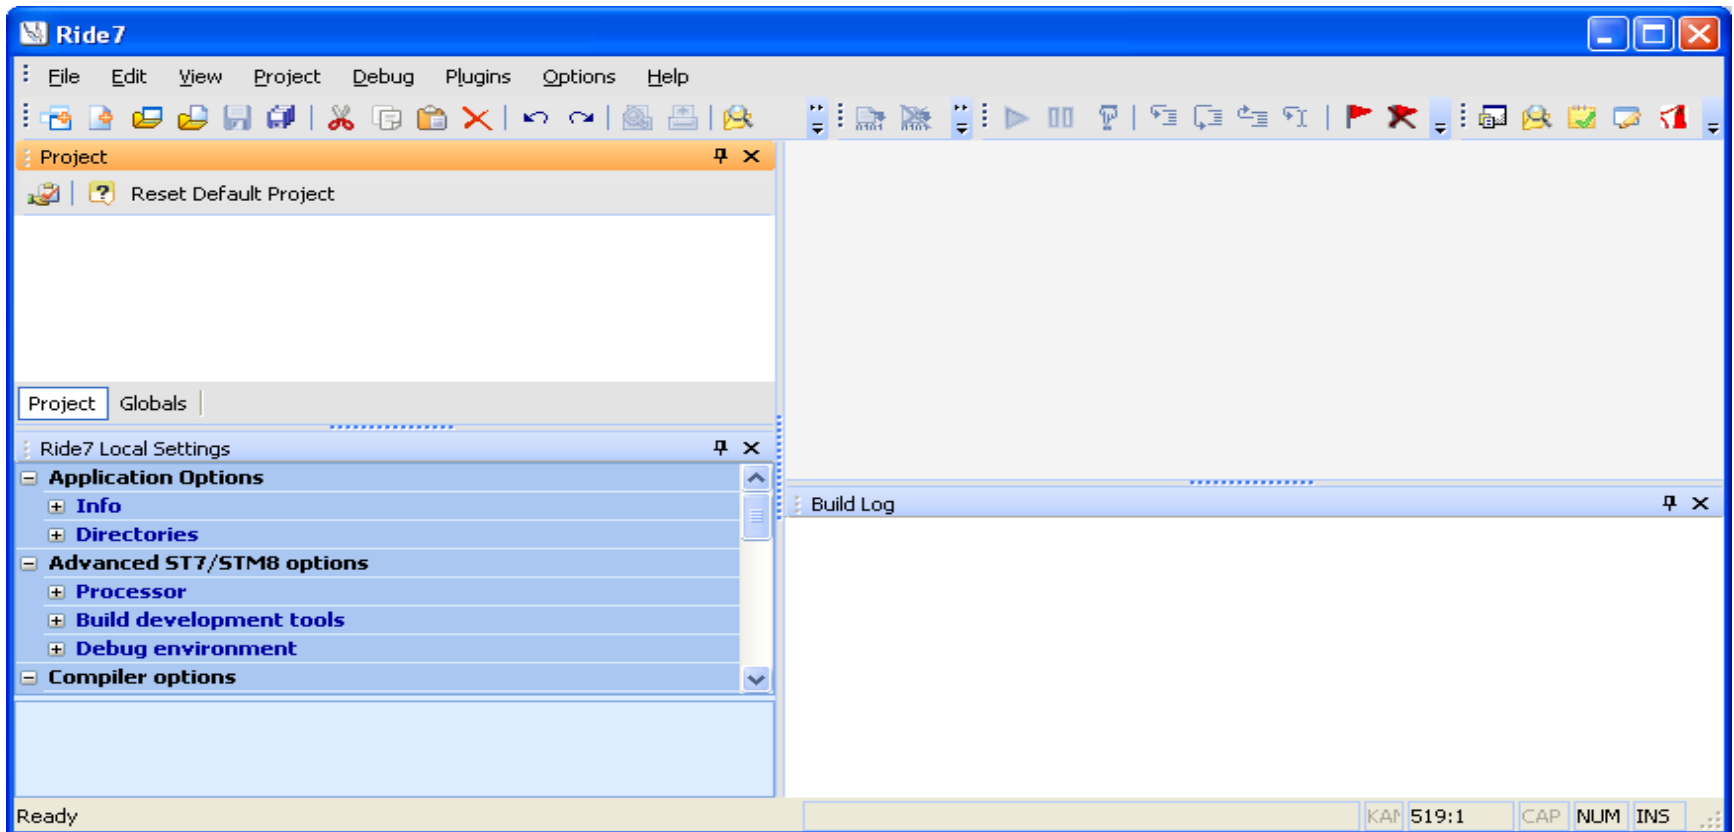 Ride7
File Edit View Project Debug Plugins Options Help
Project
Reset Default Project
Project Globals
Ride7 Local Settings
Application Options
Info
Directories
Advanced ST7/STM8 options
Processor
Build development tools
Debug environment
Compiler options
Build Log
Ready 519:1 CAP NUM INS